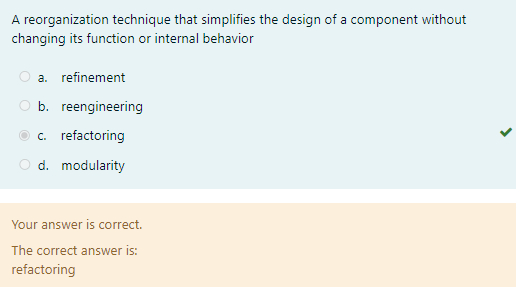 A reorganization technique that simplifies the design of a component without
changing its function or internal behavior
a. refinement
b. reengineering
c. refactoring
d. modularity
Your answer is correct.
The correct answer is:
refactoring